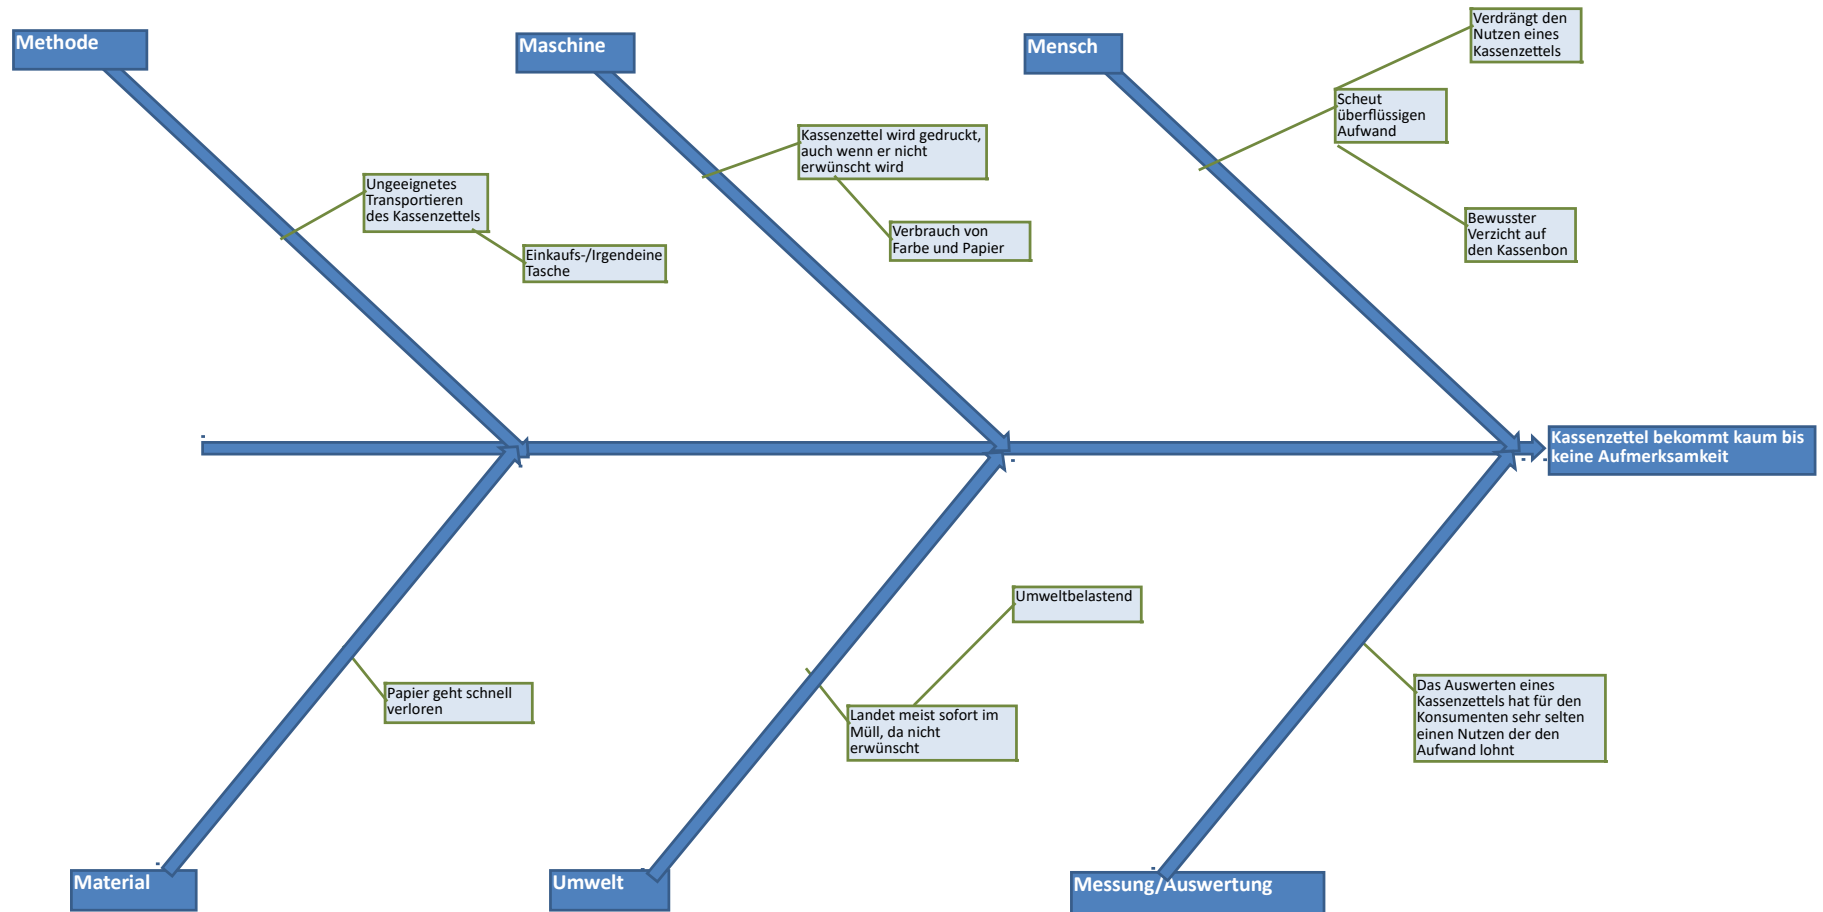 Methode
Maschine
Mensch
Verdrängt den
Nutzen eines
Kassenzettels
Scheut
überflüssigen
Aufwand
Bewusster
Verzicht auf
den Kassenbon
Kassenzettel wird gedruckt,
auch wenn er nicht
erwünscht wird
Verbrauch von
Farbe und Papier
Ungeeignetes
Transportieren
des Kassenzettels
Einkaufs-/Irgendeine
Tasche
Kassenzettel bekommt kaum bis
keine Aufmerksamkeit
Papier geht schnell
verloren
Umweltbelastend
Landet meist sofort im
Müll, da nicht
erwünscht
Das Auswerten eines
Kassenzettels hat für den
Konsumenten sehr selten
einen Nutzen der den
Aufwand lohnt
Material
Umwelt
Messung/Auswertung